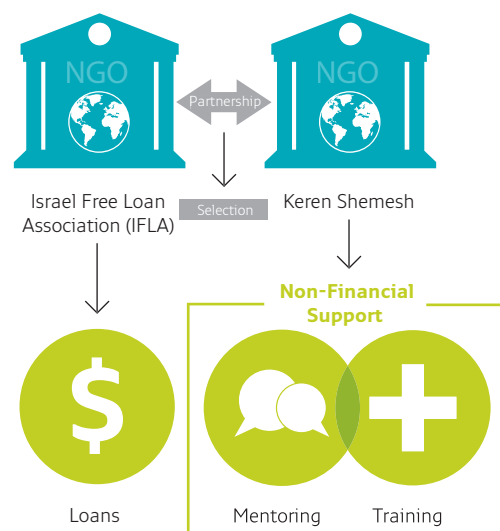 NGO
NGO
Partnership
Israel Free Loan
Association (IFLA)
Selection
Keren Shemesh
Non-Financial
Support
$
Loans
Mentoring
Training